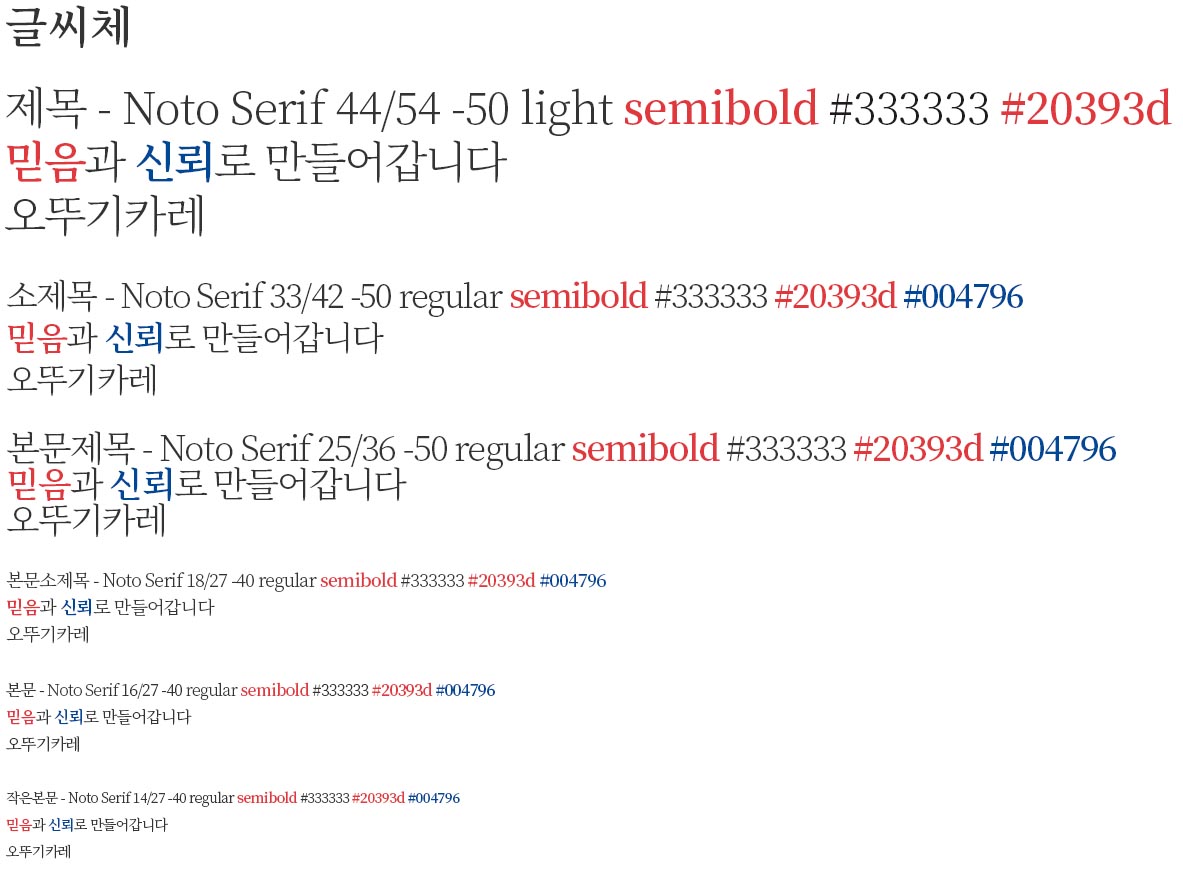 글씨체
제목 - Noto Serif 44/54 -50 light semibold #333333 #20393d
믿음과 신뢰로 만들어갑니다
오뚜기카레
소제목 - Noto Serif 33/42 -50 regular semibold #333333 #20393d #004796
믿음과 신뢰로 만들어갑니다
오뚜기카레
본문제목 - Noto Serif 25/36 -50 regular semibold #333333 #20393d #004796
믿음과 신뢰로 만들어갑니다
오뚜기카레
본문소제목 - Noto Serif 18/27 -40 regular semibold #333333 #20393d #004796
믿음과 신뢰로 만들어갑니다
오뚜기카레
본문 - Noto Serif 16/27 -40 regular semibold #333333 #20393d #004796
믿음과 신뢰로 만들어갑니다
오뚜기카레
작은본문 - Noto Serif 14/27 -40 regular semibold #333333 #20393d #004796
믿음과 신뢰로 만들어갑니다
오뚜기카레